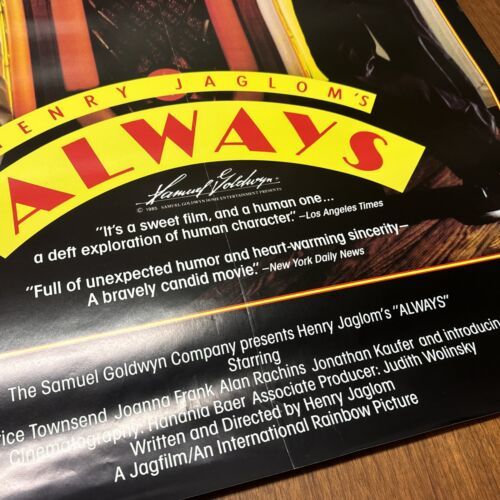 HENRY JAGLOM'S
ALWAYS
Samuel Goldwyn
© 1985 SAMUEL GOLDWYN HOME ENTERTAINMENT PRESENTS
"It's a sweet film, and a human one...
a deft exploration of human character." –Los Angeles Times
"Full of unexpected humor and heart-warming sincerity–
A bravely candid movie." –New York Daily News
The Samuel Goldwyn Company presents Henry Jaglom's "ALWAYS"
Starring
rice Townsend Joanna Frank Alan Rachins Jonathan Kaufer and introducin
Cinematography: Hanania Baer Associate Producer: Judith Wolinsky
Written and Directed by Henry Jaglom
A Jagfilm/An International Rainbow Picture